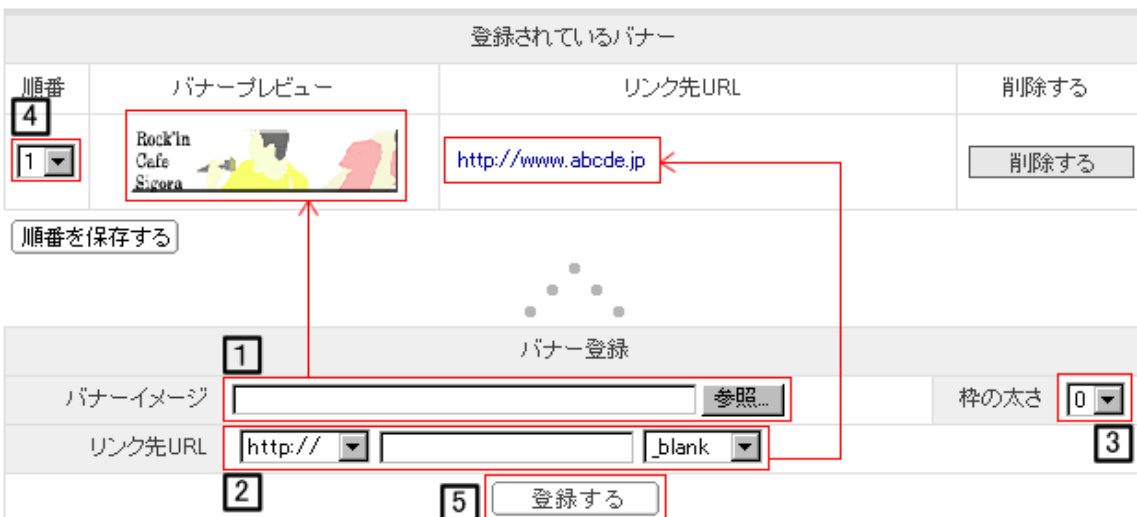 登録されているバナー
順番 バナープレビュー リンク先URL 削除する
4
1
Rock'in
Cafe
Sigora
http://www.abcde.jp
削除する
順番を保存する
1
バナー登録
バナーイメージ 参照... 枠の太さ 0
リンク先URL http:// _blank
3
2
5
登録する